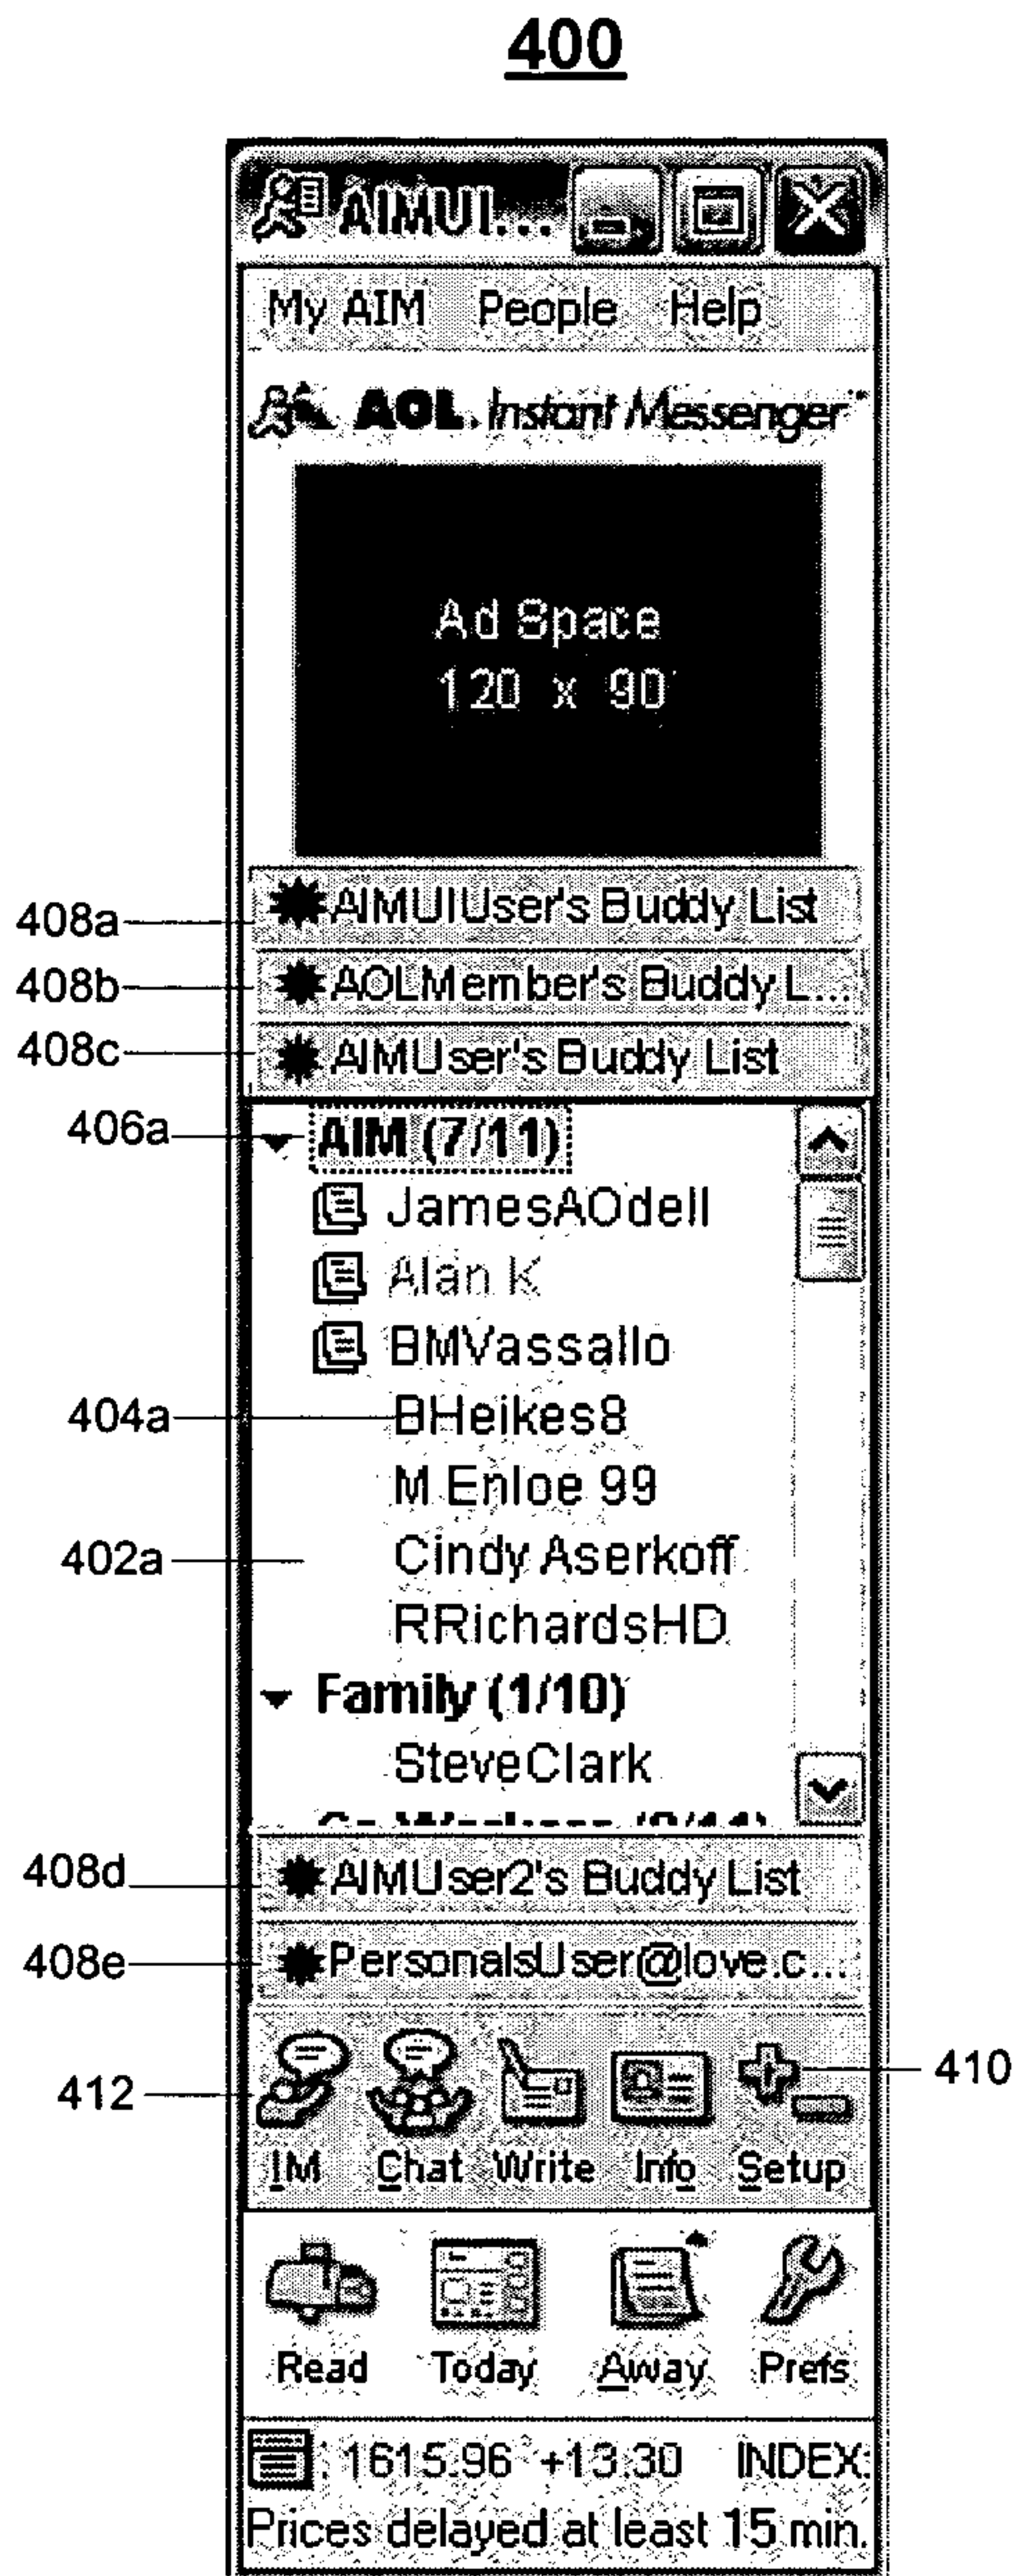 400
AIMUI...
My AIM People Help
AOL Instant Messenger™
Ad Space
120 x 90
408a AIMUIUser's Buddy List
408b AOLMember's Buddy L...
408c AIMUser's Buddy List
406a AIM (7/11)
JamesAOdell
Alan K
BMVassallo
404a BHeikes8
M Enloe 99
402a Cindy Aserkoff
RRichardsHD
Family (1/10)
SteveClark
408d AIMUser2's Buddy List
408e PersonalsUser@love.c...
412 410
IM Chat Write Info Setup
Read Today Away Prefs
: 1615.96 +13.30 INDEX:
Prices delayed at least 15 min.